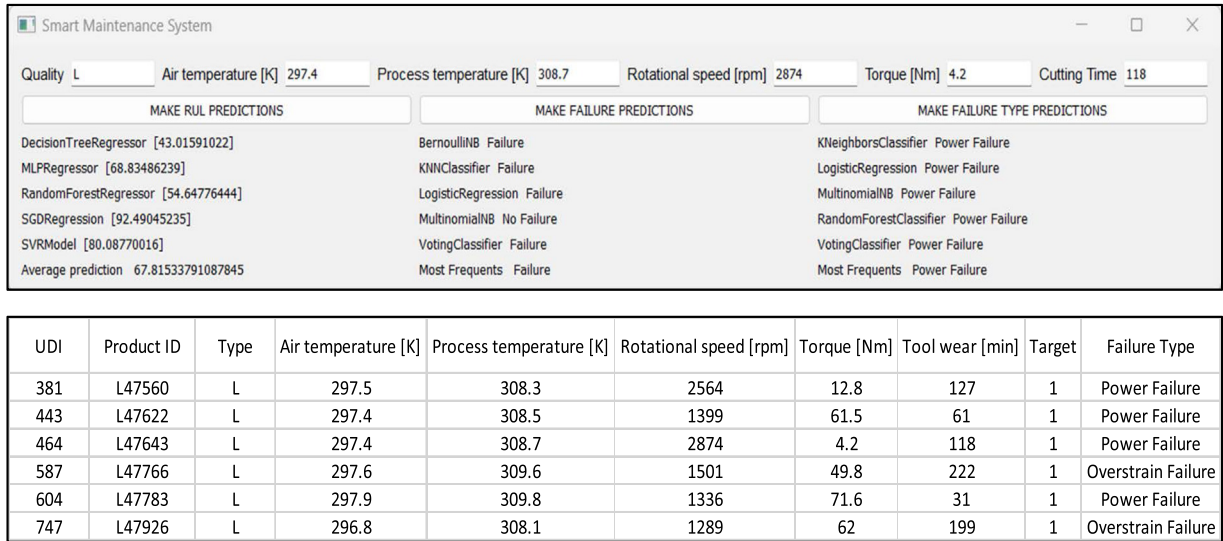 Smart Maintenance System
Quality L Air temperature [K] 297.4 Process temperature [K] 308.7 Rotational speed [rpm] 2874 Torque [Nm] 4.2 Cutting Time 118
MAKE RUL PREDICTIONS MAKE FAILURE PREDICTIONS MAKE FAILURE TYPE PREDICTIONS
DecisionTreeRegressor [43.01591022] BernoulliNB Failure KNeighborsClassifier Power Failure
MLPRegressor [68.83486239] KNNClassifier Failure LogisticRegression Power Failure
RandomForestRegressor [54.64776444] LogisticRegression Failure MultinomialNB Power Failure
SGDRegression [92.49045235] MultinomialNB No Failure RandomForestClassifier Power Failure
SVRModel [80.08770016] VotingClassifier Failure VotingClassifier Power Failure
Average prediction 67.81533791087845 Most Frequents Failure Most Frequents Power Failure
UDI Product ID Type Air temperature [K] Process temperature [K] Rotational speed [rpm] Torque [Nm] Tool wear [min] Target Failure Type
381 L47560 L 297.5 308.3 2564 12.8 127 1 Power Failure
443 L47622 L 297.4 308.5 1399 61.5 61 1 Power Failure
464 L47643 L 297.4 308.7 2874 4.2 118 1 Power Failure
587 L47766 L 297.6 309.6 1501 49.8 222 1 Overstrain Failure
604 L47783 L 297.9 309.8 1336 71.6 31 1 Power Failure
747 L47926 L 296.8 308.1 1289 62 199 1 Overstrain Failure